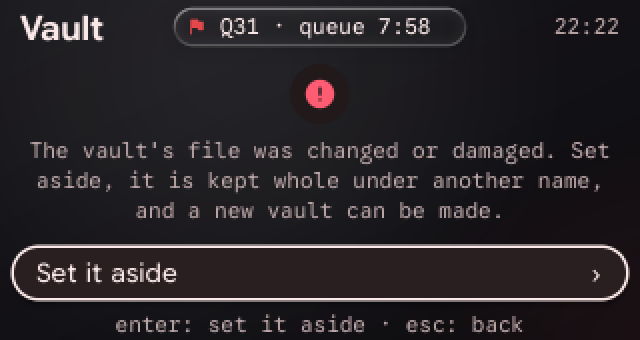 Vault
Q31 · queue 7:58
22:22
The vault's file was changed or damaged. Set
aside, it is kept whole under another name,
and a new vault can be made.
Set it aside ›
enter: set it aside · esc: back